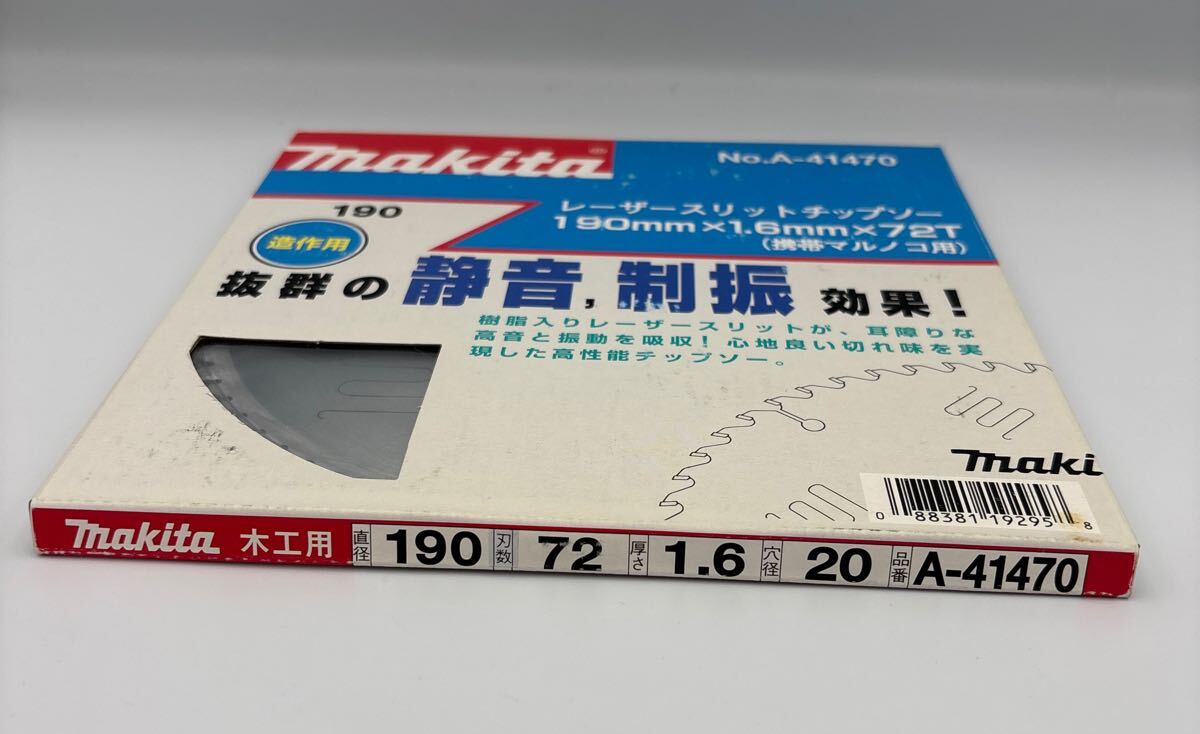 makita®
No.A-41470
レーザースリットチップソー
190mm×1.6mm×72T
(携帯マルノコ用)
190
造作用
抜群の 静音, 制振 効果!
樹脂入りレーザースリットが、耳障りな
高音と振動を吸収!心地良い切れ味を実
現した高性能チップソー。
maki
0 88381 19295 8
makita 木工用 直径 190 刃数 72 厚さ 1.6 穴径 20 品番 A-41470